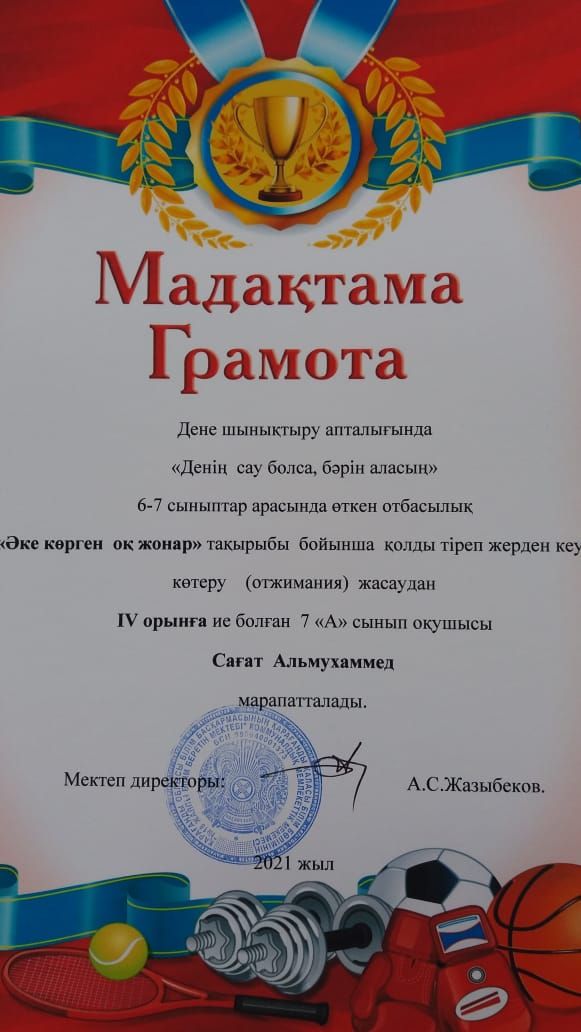 Мадақтама
Грамота
Дене шынықтыру апталығында
«Денің сау болса, бәрін аласың»
6-7 сыныптар арасында өткен отбасылық
«Әке көрген оқ жонар» тақырыбы бойынша қолды тіреп жерден кеу
көтеру (отжимания) жасаудан
IV орынға ие болған 7 «А» сынып оқушысы
Сағат Альмухаммед
марапатталады.
Мектеп директоры:
А.С.Жазыбеков.
2021 жыл